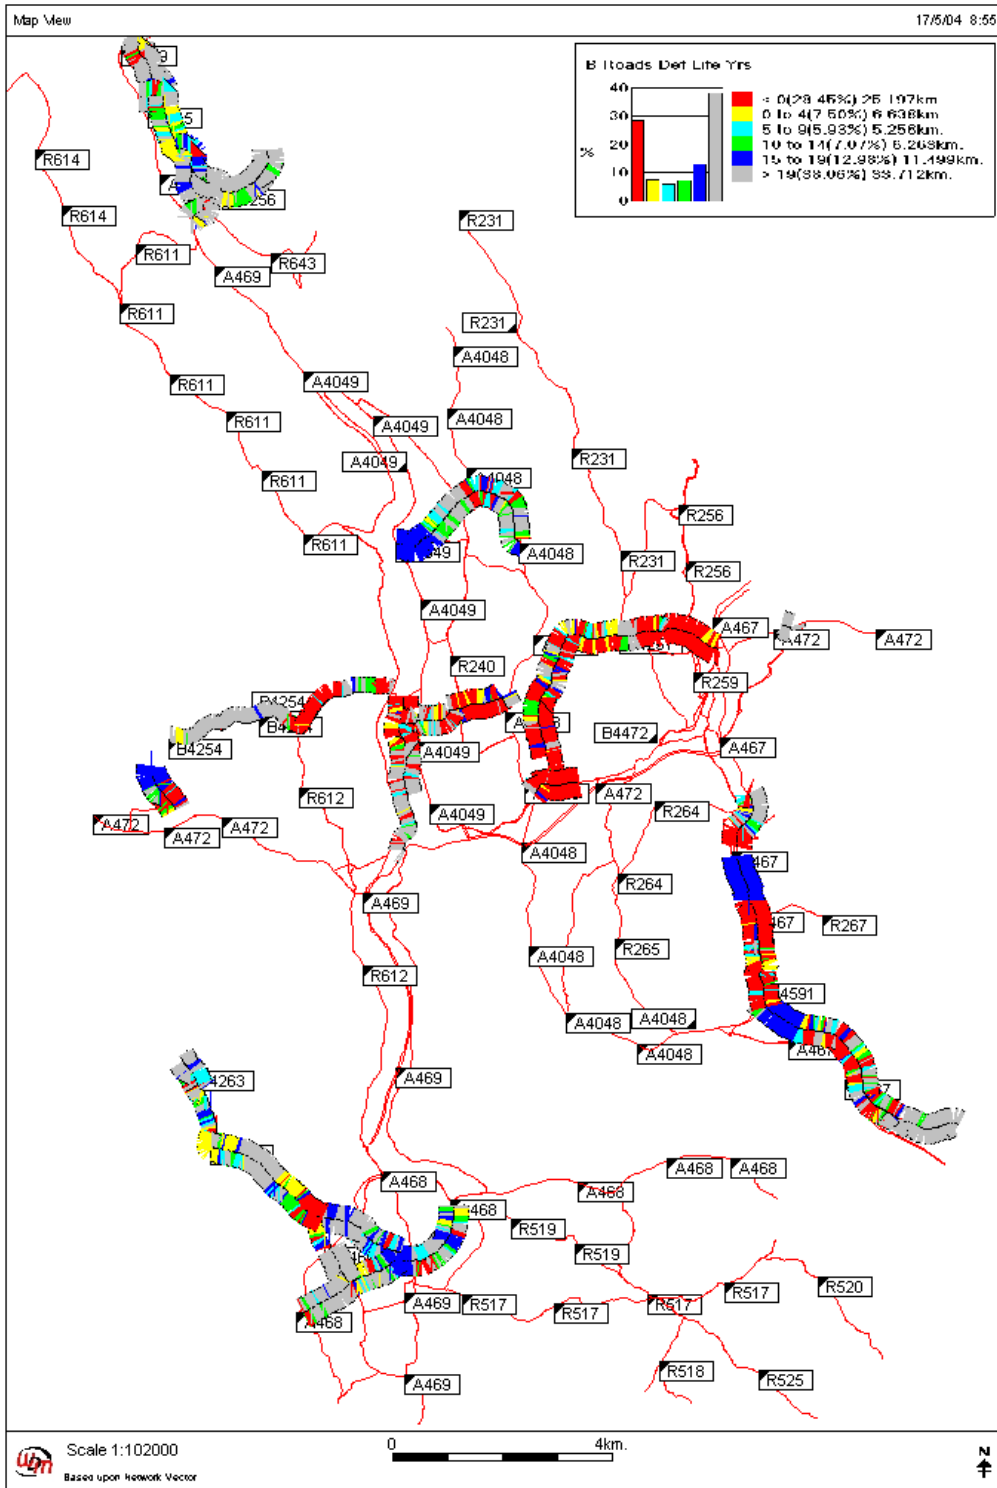 Map View
17/5/04 8:55
B Roads Def Life Yrs
40
30
20
10
0
%
< 0(28.45%) 25.197km
0 to 4(7.50%) 6.638km
5 to 9(5.93%) 5.256km.
10 to 14(7.07%) 6.263km.
15 to 19(12.98%) 11.499km.
> 19(38.06%) 33.712km.
R614
R614
R231
R611
R643
A469
R611
R231
A4048
R611
A4049
R611
A4049
A4048
R231
A4049
A4048
R611
R256
R611
A4048
R231
R256
A4049
A467
A472
A472
R240
R259
B4254
B4472
B4254
A4049
A467
R612
A472
A4049
R264
A472
A472
A472
A4048
R264
A469
R267
R265
A4048
R612
4591
A4048
A4048
A4048
A469
4263
A468
A468
A468
A468
468
R519
R519
R520
R517
A469
R517
R517
R517
A468
R518
R525
A469
Scale 1:102000
0
4km.
N
Based upon Network Vector